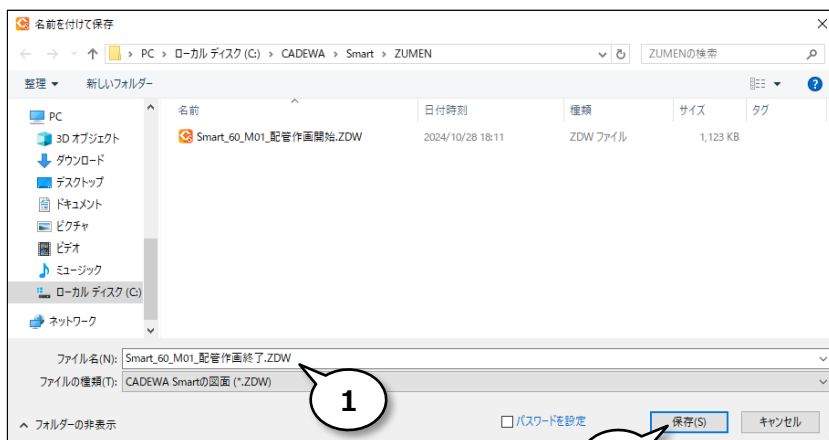 名前を付けて保存
PC › ローカル ディスク (C:) › CADEWA › Smart › ZUMEN
ZUMENの検索
整理 新しいフォルダー
名前 日付時刻 種類 サイズ タグ
Smart_60_M01_配管作画開始.ZDW 2024/10/28 18:11 ZDW ファイル 1,123 KB
PC
3D オブジェクト
ダウンロード
デスクトップ
ドキュメント
ピクチャ
ビデオ
ミュージック
ローカル ディスク (C:)
ネットワーク
ファイル名(N): Smart_60_M01_配管作画終了.ZDW
ファイルの種類(T): CADEWA Smartの図面 (*.ZDW)
1
フォルダーの非表示
パスワードを設定
保存(S)
キャンセル